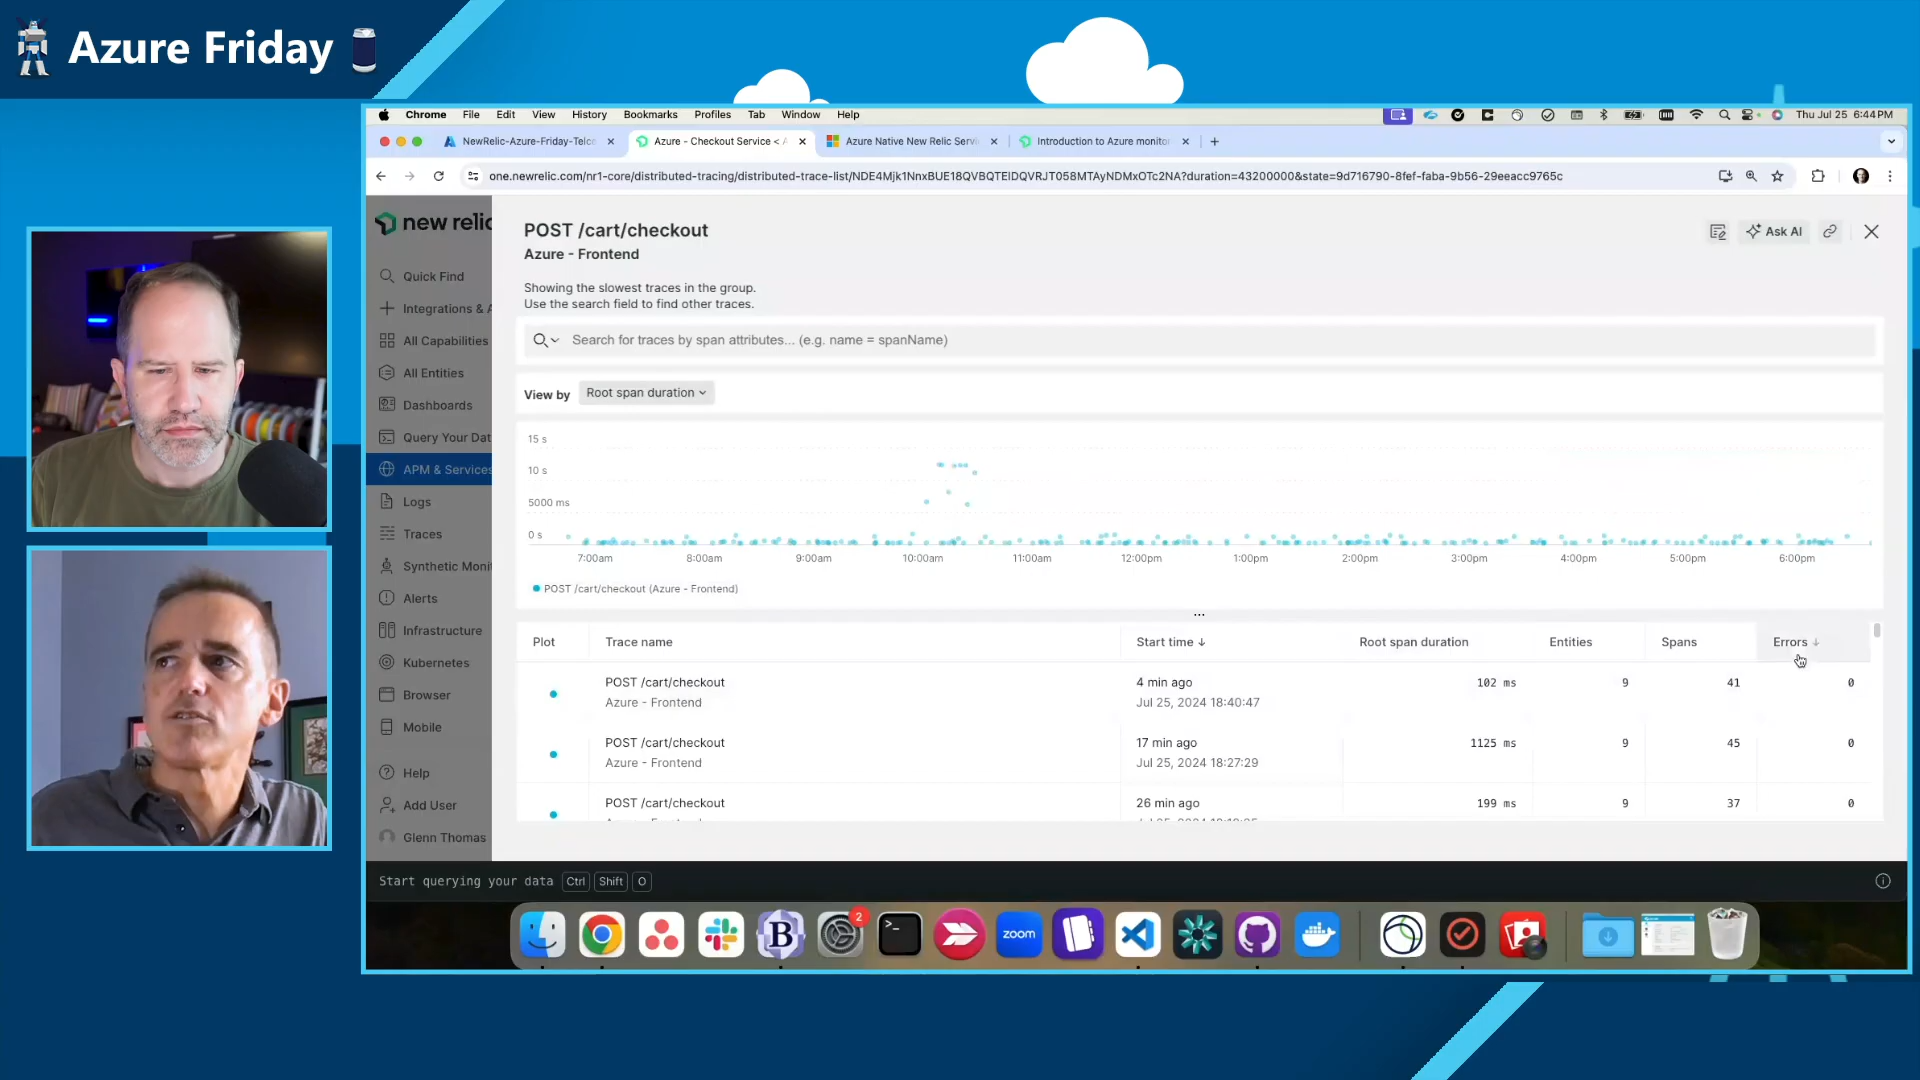 Azure Friday
Chrome File Edit View History Bookmarks Profiles Tab Window Help
Thu Jul 25 6:44 PM
NewRelic-Azure-Friday-Telco
Azure - Checkout Service < A
Azure Native New Relic Servi
Introduction to Azure monitor
one.newrelic.com/nr1-core/distributed-tracing/distributed-trace-list/NDE4Mjk1NnxBUE18QVBQTElDQVRJT058MTAyNDMxOTc2NA?duration=43200000&state=9d716790-8fef-faba-9b56-29eeacc9765c
new relic
Quick Find
Integrations & A
All Capabilities
All Entities
Dashboards
Query Your Dat
APM & Services
Logs
Traces
Synthetic Monit
Alerts
Infrastructure
Kubernetes
Browser
Mobile
Help
Add User
Glenn Thomas
POST /cart/checkout
Azure - Frontend
Ask AI
Showing the slowest traces in the group.
Use the search field to find other traces.
Search for traces by span attributes... (e.g. name = spanName)
View by Root span duration
15 s
10 s
5000 ms
0 s
7:00am 8:00am 9:00am 10:00am 11:00am 12:00pm 1:00pm 2:00pm 3:00pm 4:00pm 5:00pm 6:00pm
POST /cart/checkout (Azure - Frontend)
...
Plot Trace name Start time ↓ Root span duration Entities Spans Errors ↓
POST /cart/checkout 4 min ago 102 ms 9 41 0
Azure - Frontend Jul 25, 2024 18:40:47
POST /cart/checkout 17 min ago 1125 ms 9 45 0
Azure - Frontend Jul 25, 2024 18:27:29
POST /cart/checkout 26 min ago 199 ms 9 37 0
Start querying your data Ctrl Shift O
2
B
zoom